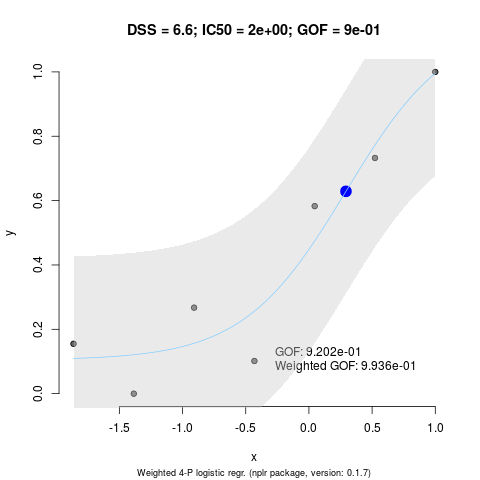 DSS = 6.6; IC50 = 2e+00; GOF = 9e-01
1.0
0.8
0.6
0.4
0.2
0.0
y
GOF: 9.202e-01
Weighted GOF: 9.936e-01
-1.5
-1.0
-0.5
0.0
0.5
1.0
x
Weighted 4-P logistic regr. (nplr package, version: 0.1.7)